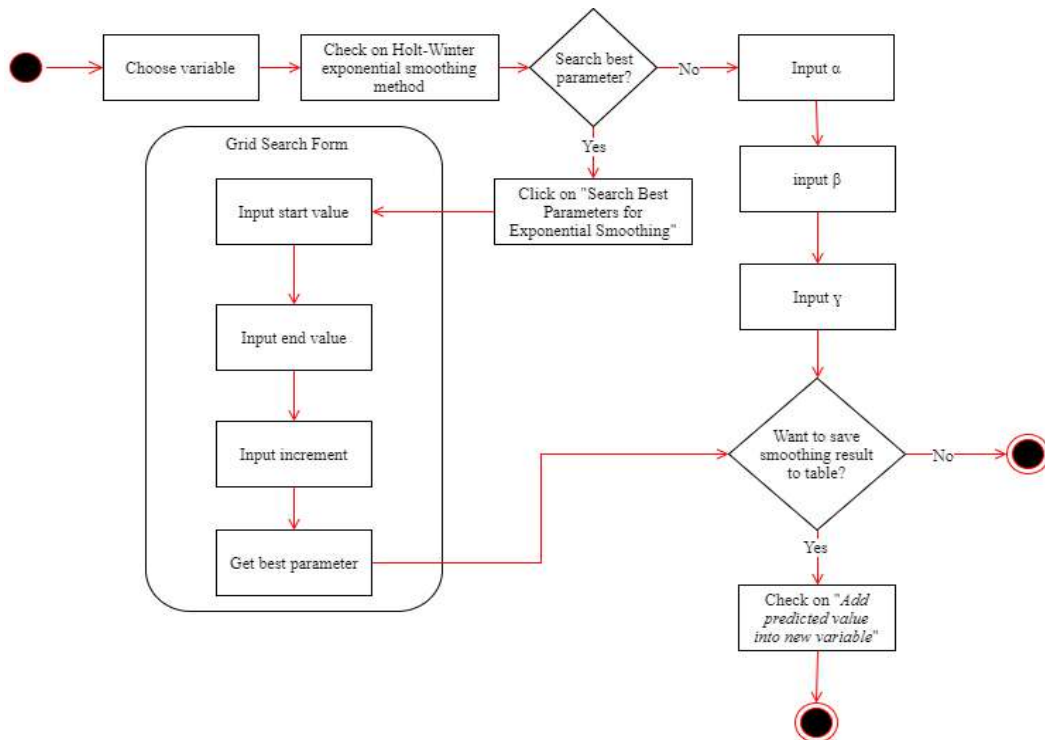 Choose variable
Check on Holt-Winter
exponential smoothing
method
Search best
parameter?
No
Input α
Yes
input β
Grid Search Form
Click on "Search Best
Parameters for
Exponential Smoothing"
Input start value
Input γ
Input end value
Input increment
Want to save
smoothing result
to table?
No
Get best parameter
Yes
Check on "Add
predicted value
into new variable"